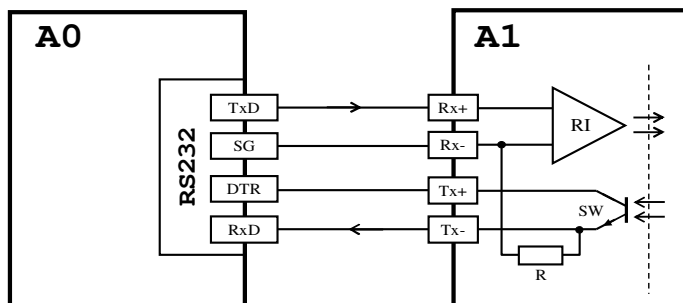 A0
A1
RS232
TxD
SG
DTR
RxD
Rx+
Rx-
Tx+
Tx-
RI
SW
R